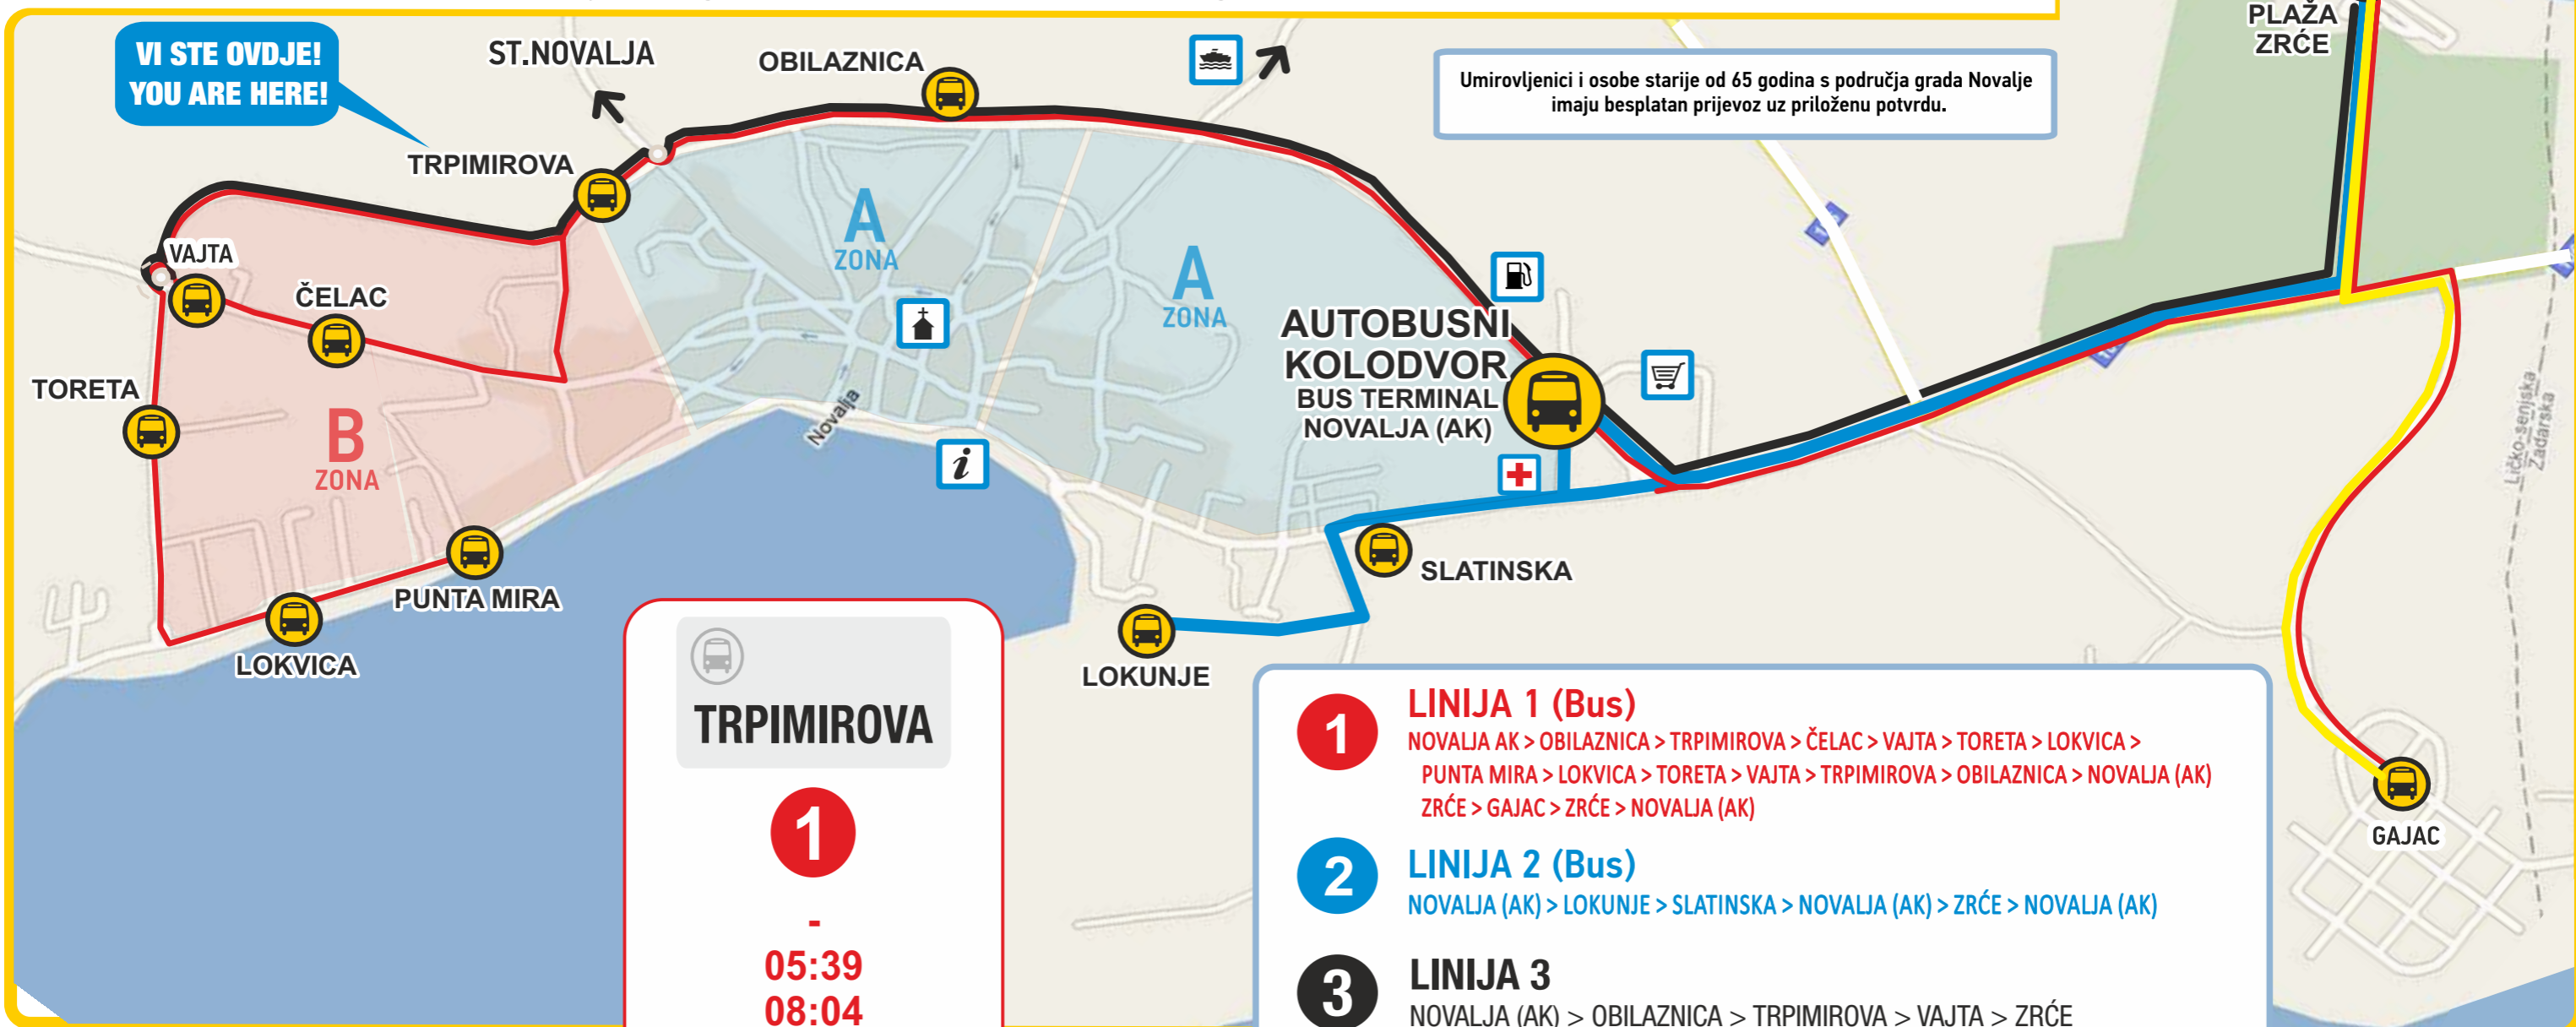 VI STE OVDJE!
YOU ARE HERE!
ST.NOVALJA
OBILAZNICA
PLAŽA
ZRĆE
Umirovljenici i osobe starije od 65 godina s područja grada Novalje
imaju besplatan prijevoz uz priloženu potvrdu.
TRPIMIROVA
VAJTA
ČELAC
TORETA
A
ZONA
A
ZONA
B
ZONA
Novalja
i
AUTOBUSNI
KOLODVOR
BUS TERMINAL
NOVALJA (AK)
Ličko-senjska
Zadarska
SLATINSKA
PUNTA MIRA
LOKVICA
LOKUNJE
GAJAC
TRPIMIROVA
1
-
05:39
08:04
1
LINIJA 1 (Bus)
NOVALJA AK > OBILAZNICA > TRPIMIROVA > ČELAC > VAJTA > TORETA > LOKVICA >
PUNTA MIRA > LOKVICA > TORETA > VAJTA > TRPIMIROVA > OBILAZNICA > NOVALJA (AK)
ZRĆE > GAJAC > ZRĆE > NOVALJA (AK)
2
LINIJA 2 (Bus)
NOVALJA (AK) > LOKUNJE > SLATINSKA > NOVALJA (AK) > ZRĆE > NOVALJA (AK)
3
LINIJA 3
NOVALJA (AK) > OBILAZNICA > TRPIMIROVA > VAJTA > ZRĆE